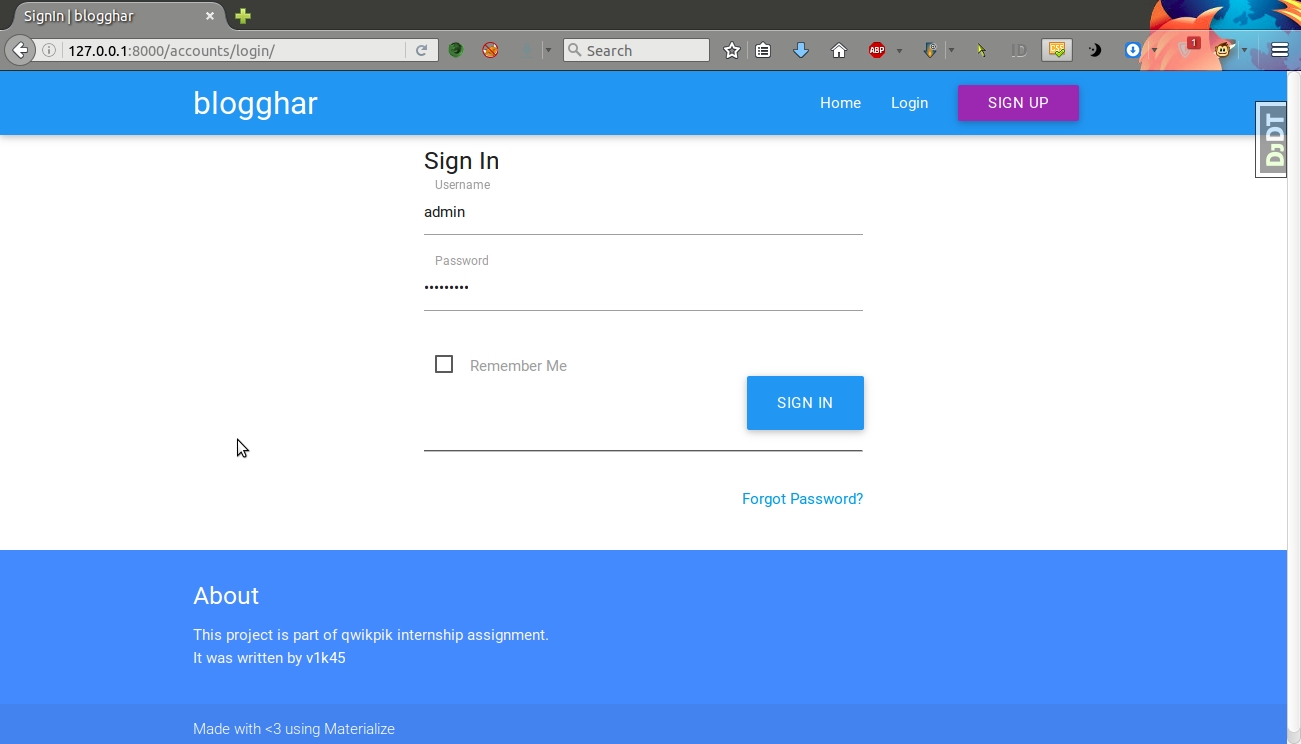 SignIn | blogghar
127.0.0.1:8000/accounts/login/
Search
ABP
ID
1
blogghar
Home
Login
SIGN UP
DJDT
Sign In
Username
admin
Password
•••••••••
Remember Me
SIGN IN
Forgot Password?
About
This project is part of qwikpik internship assignment.
It was written by v1k45
Made with <3 using Materialize